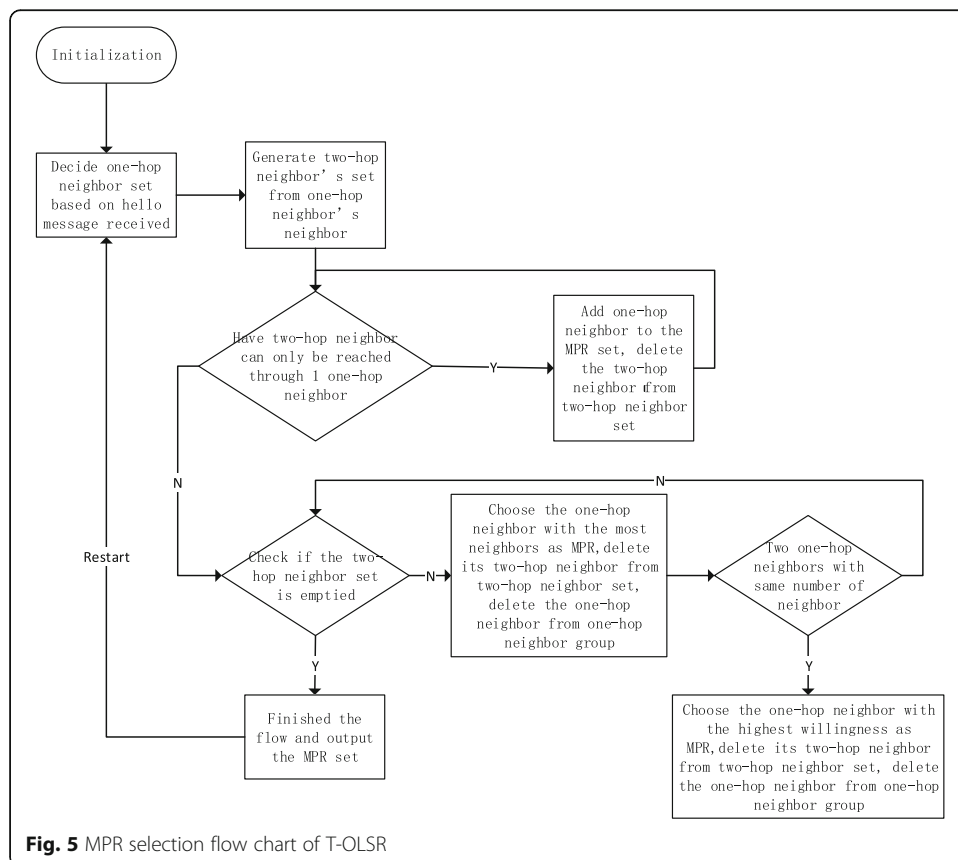 Initialization
Decide one-hop
neighbor set
based on hello
message received
Generate two-hop
neighbor's set
from one-hop
neighbor's
neighbor
Have two-hop neighbor
can only be reached
through 1 one-hop
neighbor
Y
Add one-hop
neighbor to the
MPR set, delete
the two-hop
neighbor from
two-hop neighbor
set
N
N
Restart
Check if the two-
hop neighbor set
is emptied
N
Choose the one-hop
neighbor with the most
neighbors as MPR,delete
its two-hop neighbor from
two-hop neighbor set,
delete the one-hop
neighbor from one-hop
neighbor group
Two one-hop
neighbors with
same number of
neighbor
Y
Y
Finished the
flow and output
the MPR set
Choose the one-hop neighbor with
the highest willingness as
MPR,delete its two-hop neighbor
from two-hop neighbor set, delete
the one-hop neighbor from one-hop
neighbor group
Fig. 5 MPR selection flow chart of T-OLSR